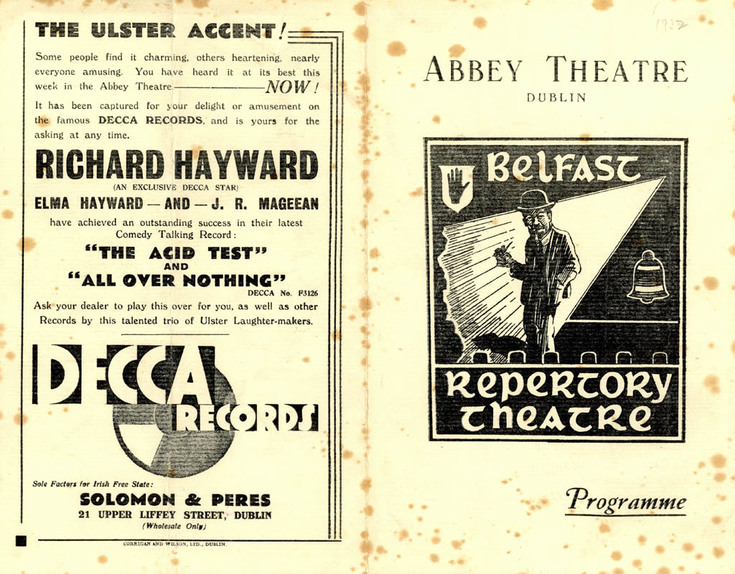 THE ULSTER ACCENT!
Some people find it charming, others heartening, nearly
everyone amusing. You have heard it at its best this
week in the Abbey Theatre NOW!
It has been captured for your delight or amusement on
the famous DECCA RECORDS, and is yours for the
asking at any time.
RICHARD HAYWARD
(AN EXCLUSIVE DECCA STAR)
ELMA HAYWARD — AND — J. R. MAGEEAN
have achieved an outstanding success in their latest
Comedy Talking Record:
"THE ACID TEST"
AND
"ALL OVER NOTHING"
DECCA No. F3126
Ask your dealer to play this over for you, as well as other
Records by this talented trio of Ulster Laughter-makers.
DECCA
RECORDS
Sole Factors for Irish Free State:
SOLOMON & PERES
21 UPPER LIFFEY STREET, DUBLIN
(Wholesale Only)
CORRIGAN AND WILSON, LTD., DUBLIN.
1932
ABBEY THEATRE
DUBLIN
BELFAST
REPERTORY
THEATRE
Programme